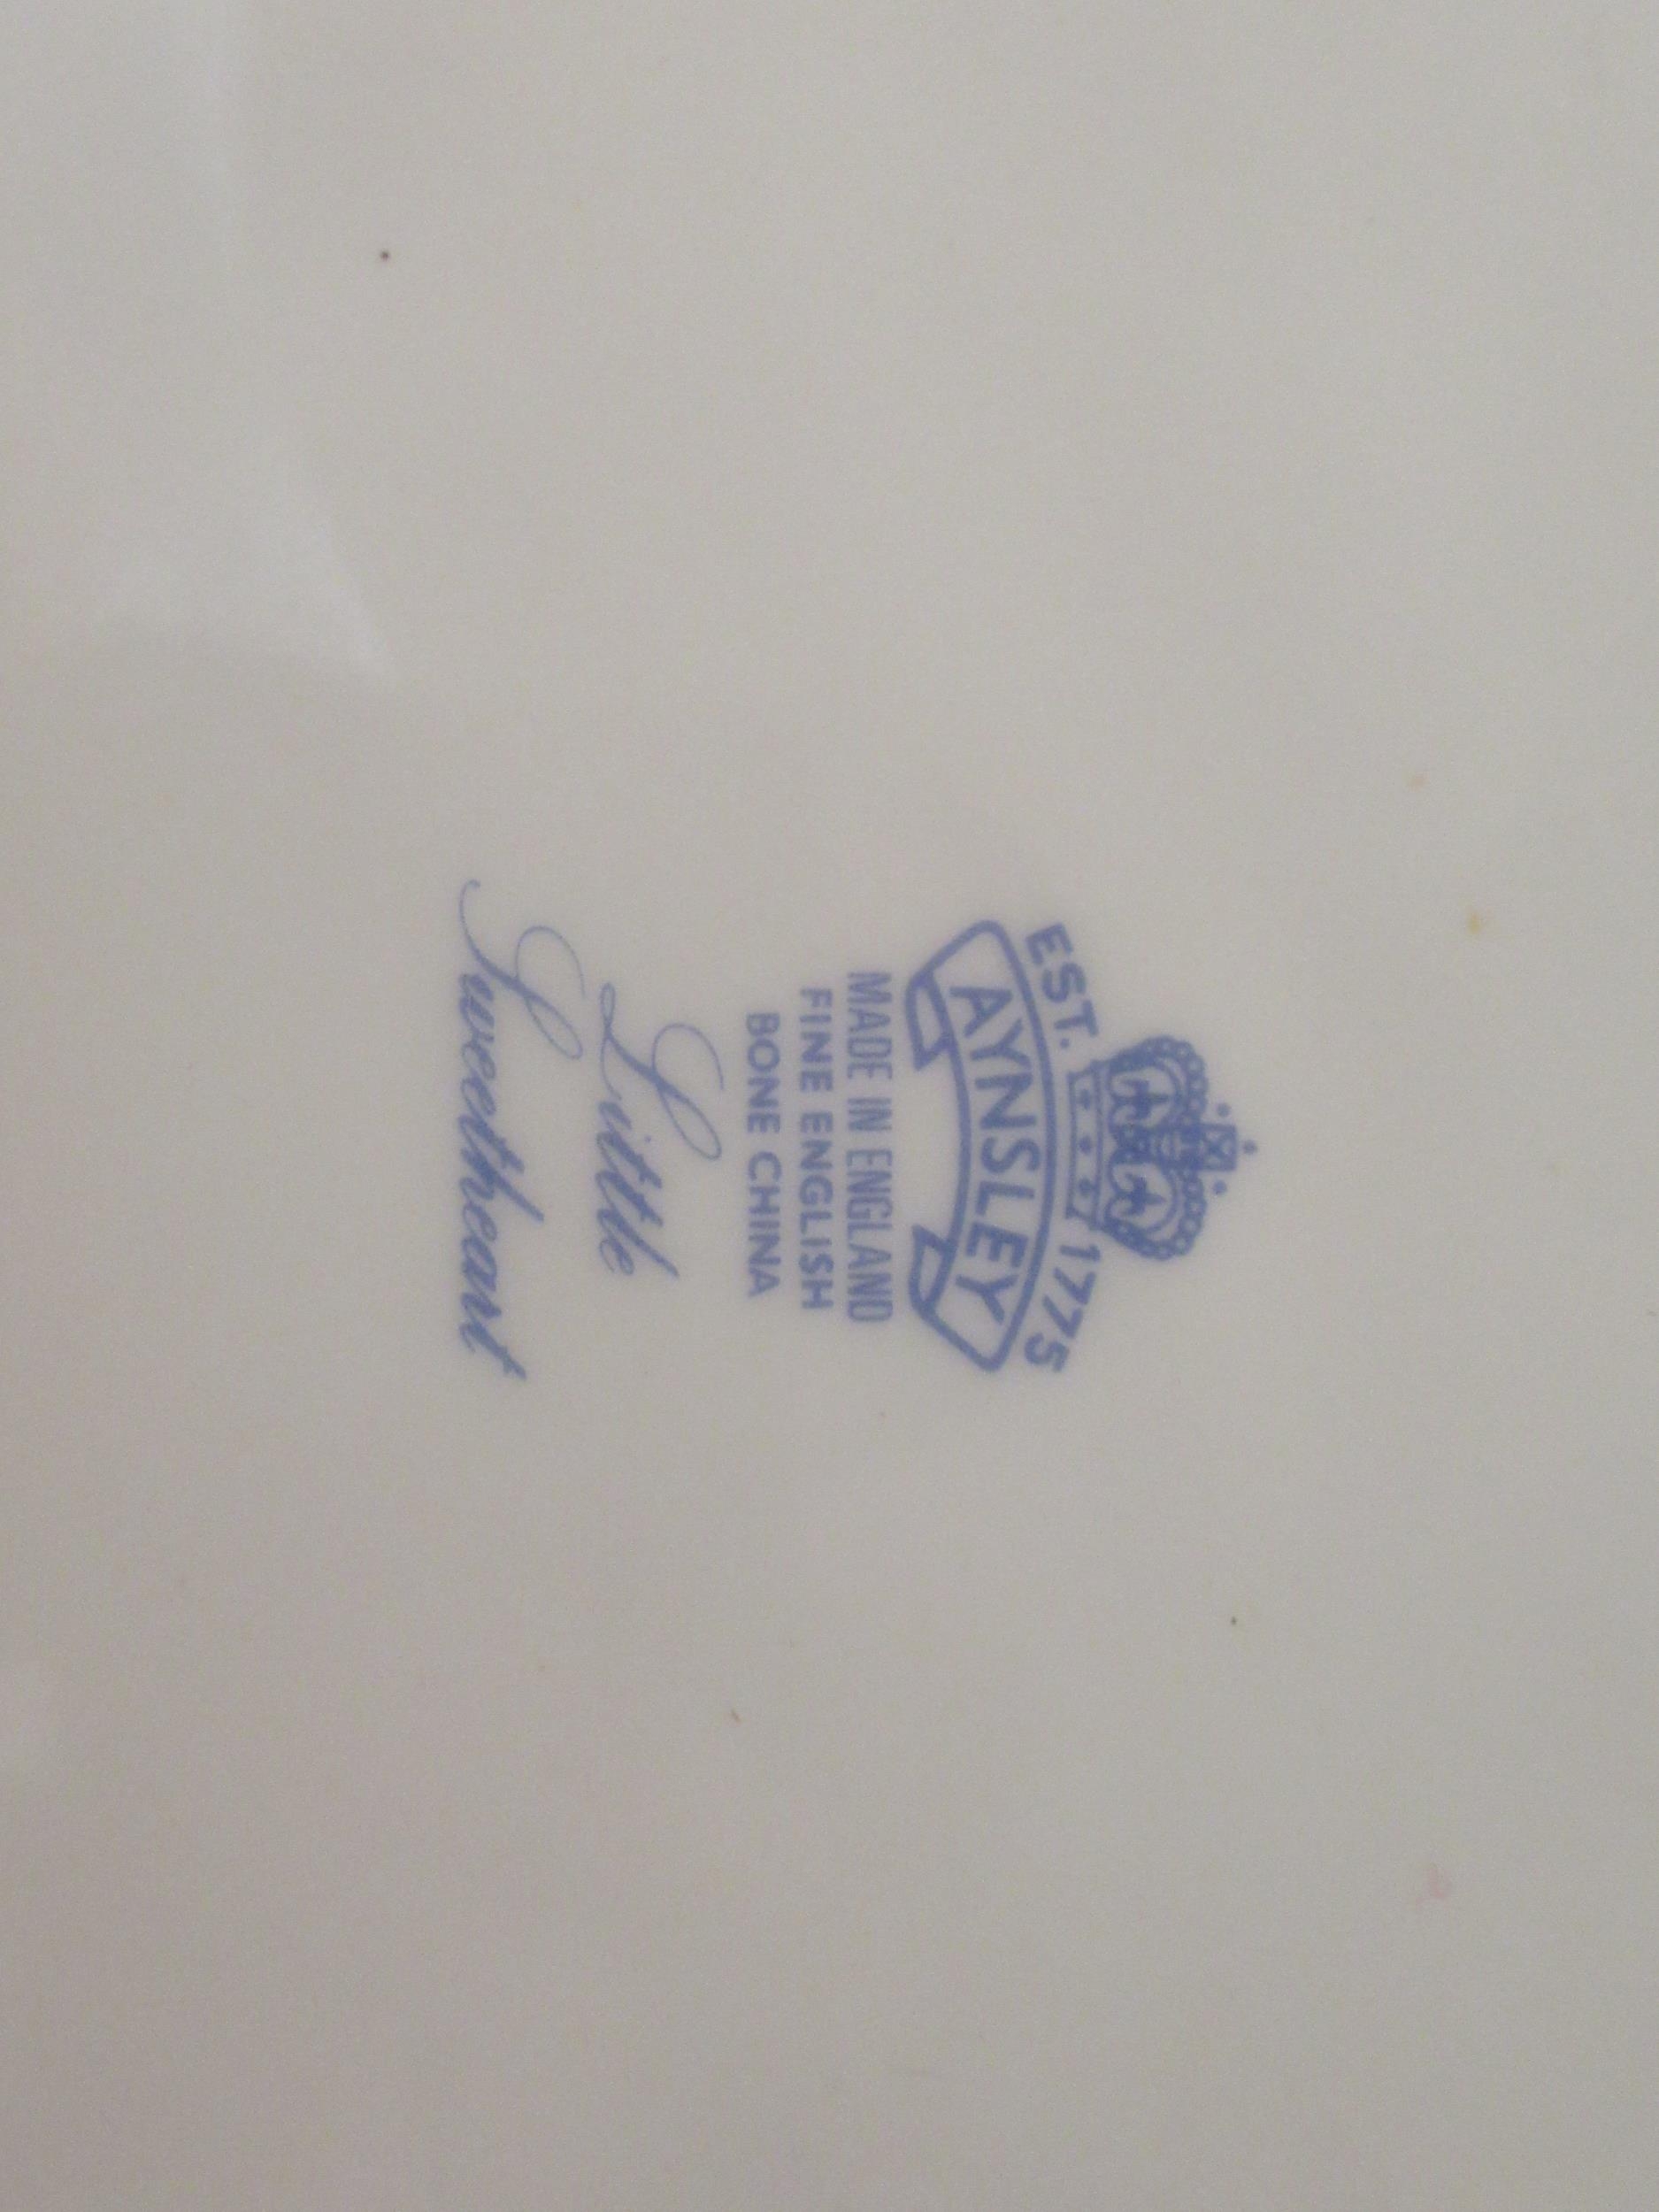 EST. 1775
AYNSLEY
MADE IN ENGLAND
FINE ENGLISH
BONE CHINA
Little
Sweetheart